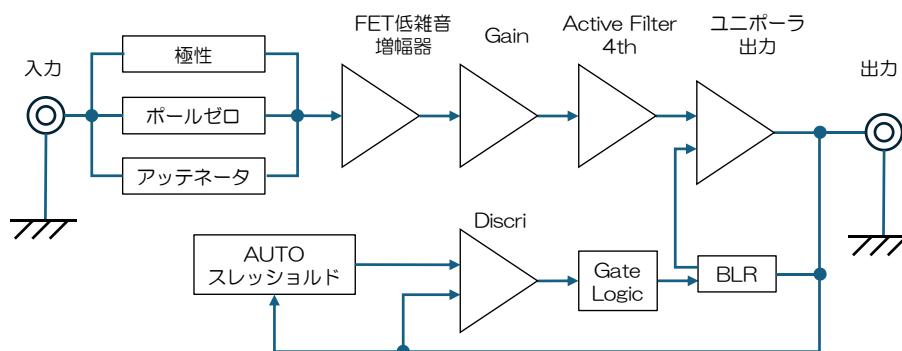 入力
極性
ポールゼロ
アッテネータ
FET低雑音
増幅器
Gain
Active Filter
4th
ユニポーラ
出力
出力
AUTO
スレッショルド
Discri
Gate
Logic
BLR